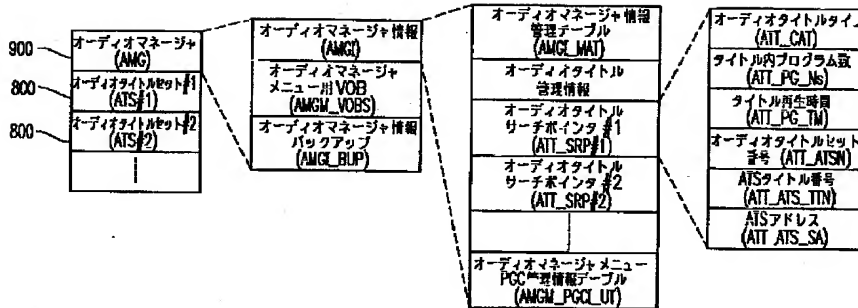 900
オーディオマネージャ
(AMG)
800
オーディオタイトルセット#1
(ATS#1)
800
オーディオタイトルセット#2
(ATS#2)
オーディオマネージャ情報
(AMGI)
オーディオマネージャ
メニュー用VOB
(AMGM_VOBS)
オーディオマネージャ情報
バックアップ
(AMGI_BUP)
オーディオマネージャ情報
管理テーブル
(AMGI_MAT)
オーディオタイトル
管理情報
オーディオタイトル
サーチポインタ #1
(ATT_SRP#1)
オーディオタイトル
サーチポインタ #2
(ATT_SRP#2)
オーディオマネージャメニュー
PGC管理情報テーブル
(AMGM_PGCI_UT)
オーディオタイトルタイ
(ATT_CAT)
タイトル内プログラム数
(ATT_PG_Ns)
タイトル再生時間
(ATT_PG_TM)
オーディオタイトルセット
番号 (ATT_ATSN)
ATSタイトル番号
(ATT_ATS_TTN)
ATSアドレス
(ATT_ATS_SA)